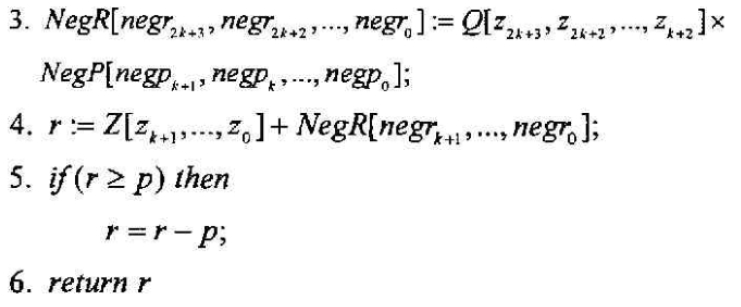 3. NegR[negr_{2k+3}, negr_{2k+2}, ..., negr_0] := Q[z_{2k+3}, z_{2k+2}, ..., z_{k+2}] ×
NegP[negp_{k+1}, negp_k, ..., negp_0];
4. r := Z[z_{k+1}, ..., z_0] + NegR[negr_{k+1}, ..., negr_0];
5. if (r ≥ p) then
r = r − p;
6. return r